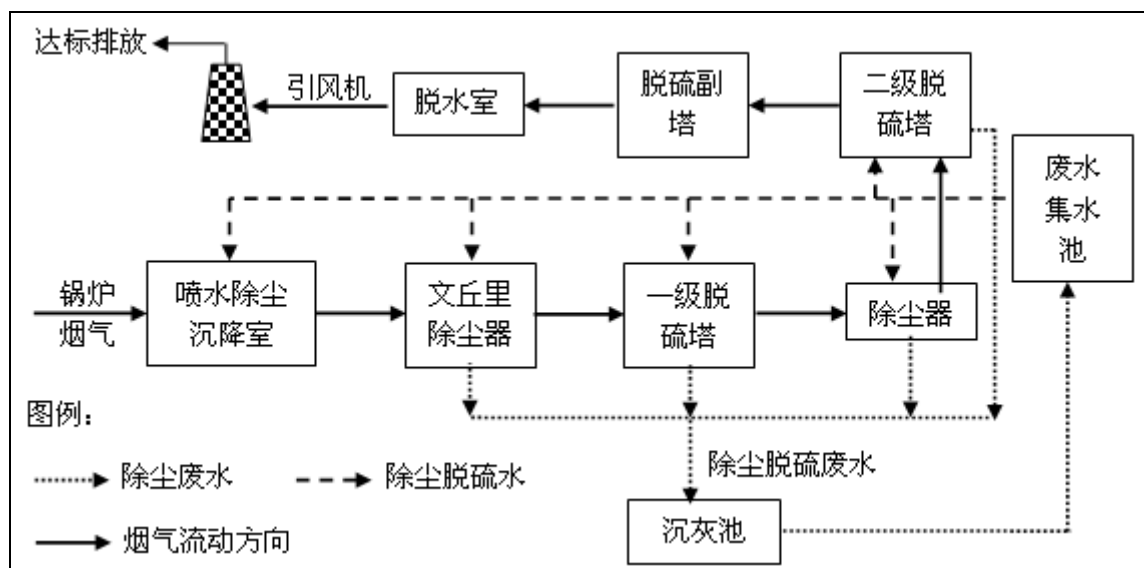 达标排放
引风机
脱水室
脱硫副
塔
二级脱
硫塔
废水
集水
池
锅炉
烟气
喷水除尘
沉降室
文丘里
除尘器
一级脱
硫塔
除尘器
图例：
除尘废水
除尘脱硫水
除尘脱硫废水
烟气流动方向
沉灰池